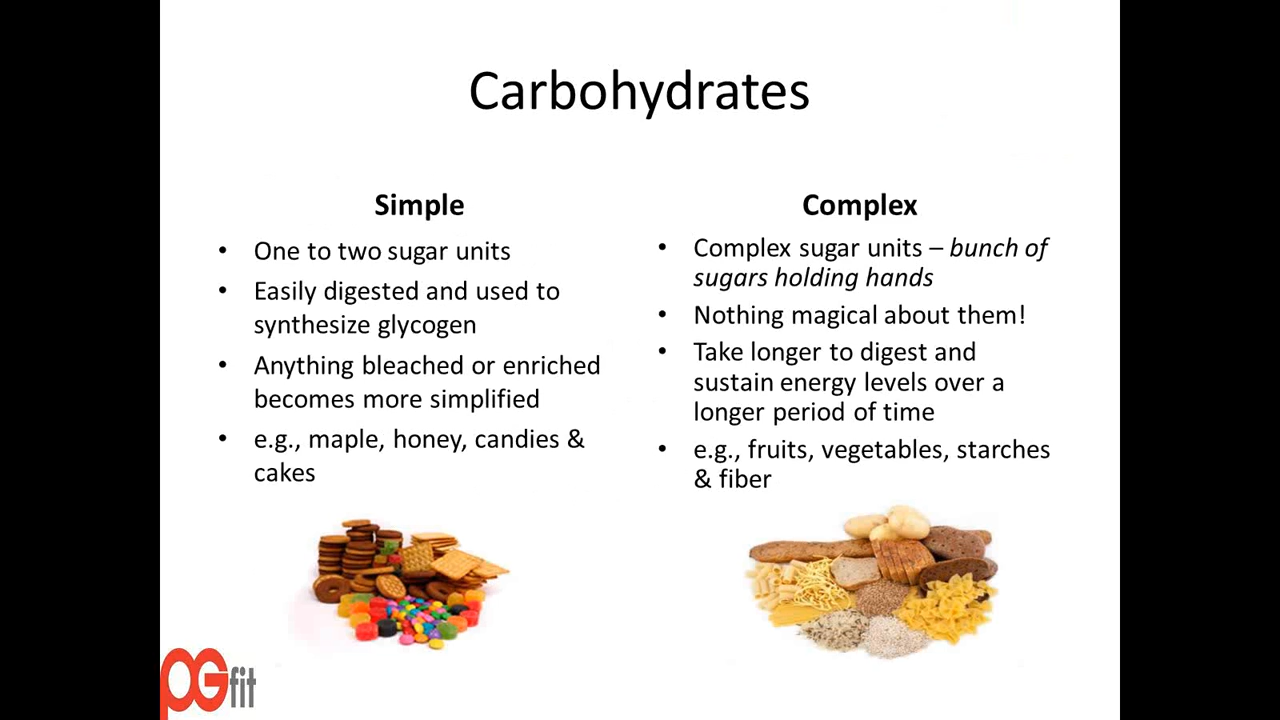 Carbohydrates
Simple
• One to two sugar units
• Easily digested and used to
synthesize glycogen
• Anything bleached or enriched
becomes more simplified
• e.g., maple, honey, candies &
cakes
Complex
• Complex sugar units – bunch of
sugars holding hands
• Nothing magical about them!
• Take longer to digest and
sustain energy levels over a
longer period of time
• e.g., fruits, vegetables, starches
& fiber
PGfit